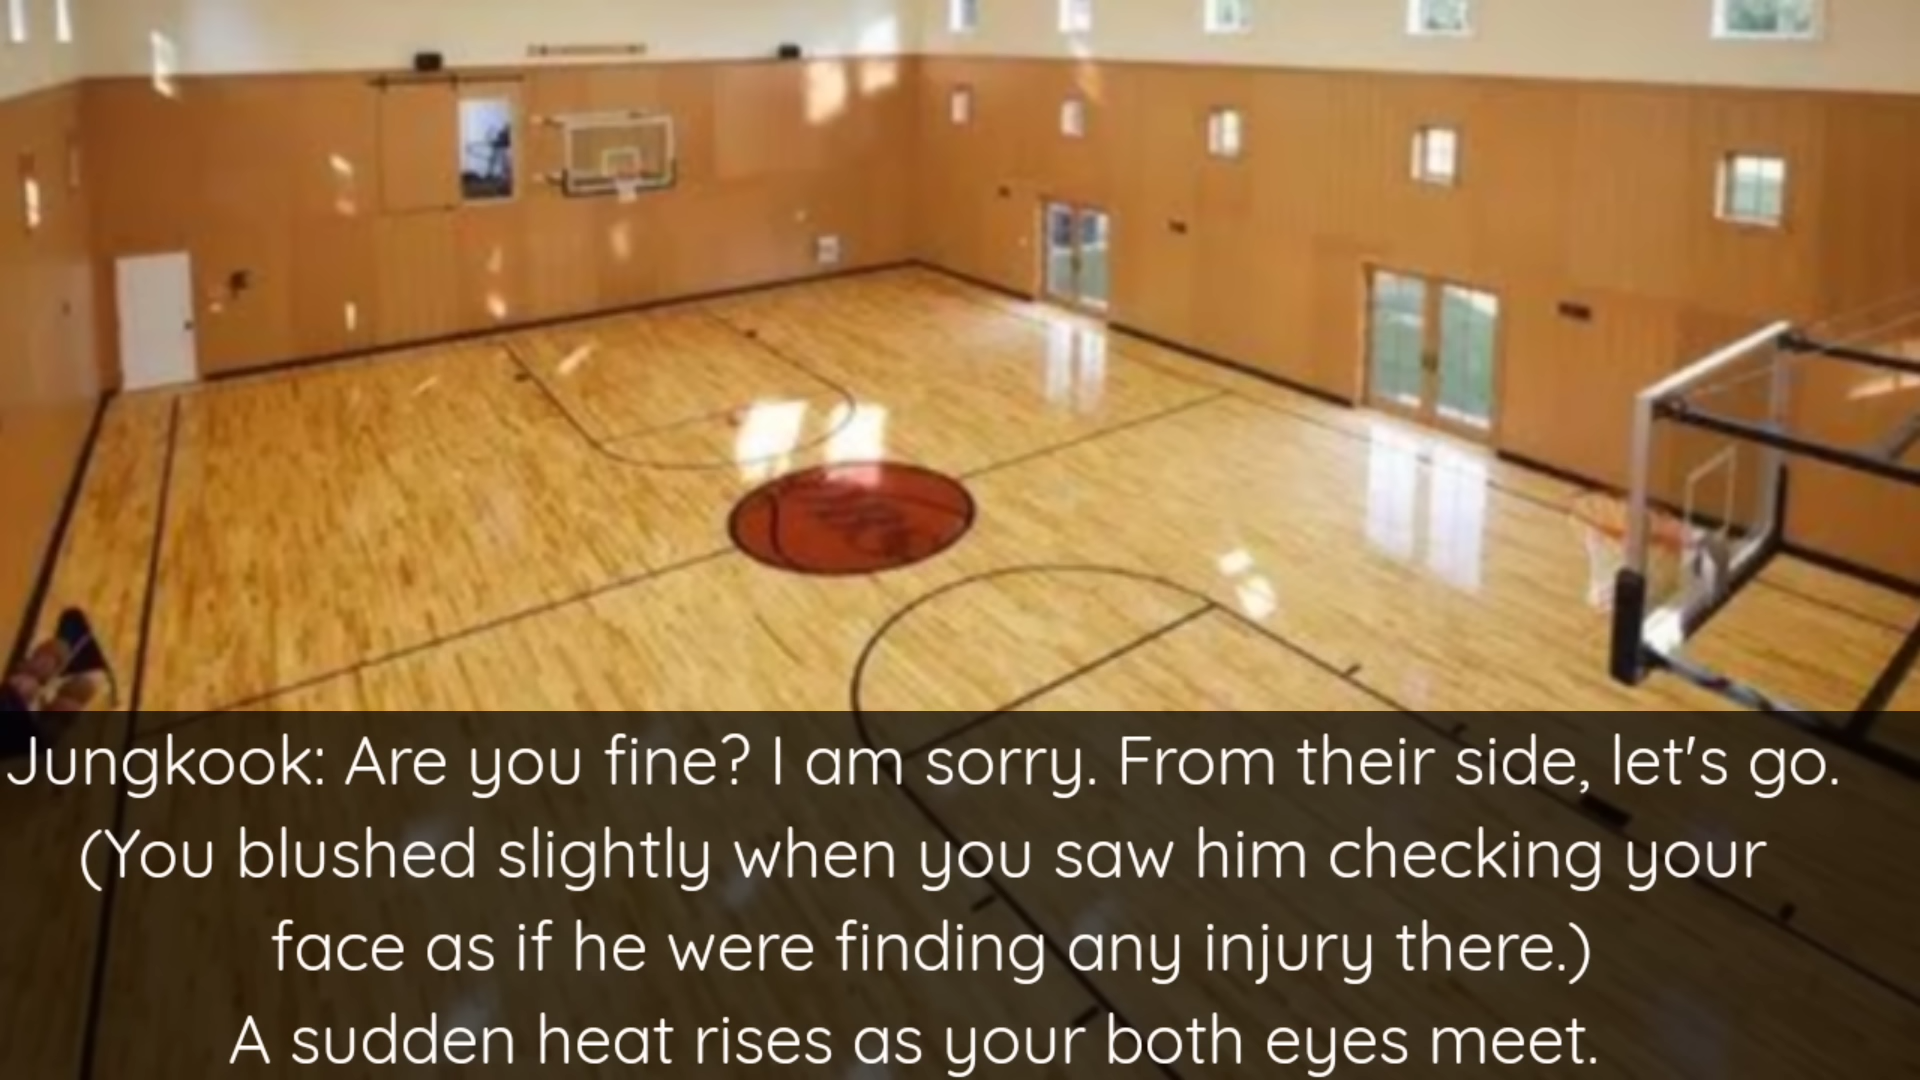 Jungkook: Are you fine? I am sorry. From their side, let's go.
(You blushed slightly when you saw him checking your
face as if he were finding any injury there.)
A sudden heat rises as your both eyes meet.